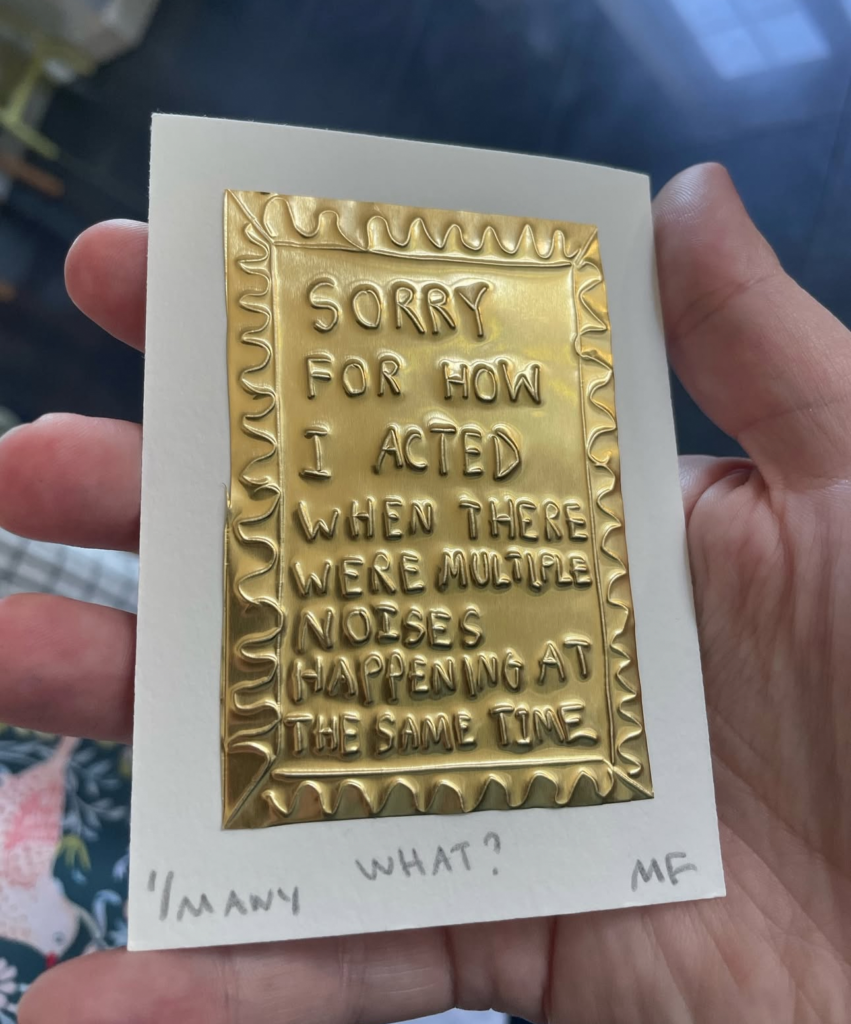 SORRY
FOR HOW
I ACTED
WHEN THERE
WERE MULTIPLE
NOISES
HAPPENING AT
THE SAME TIME
WHAT?
1/MANY
MF